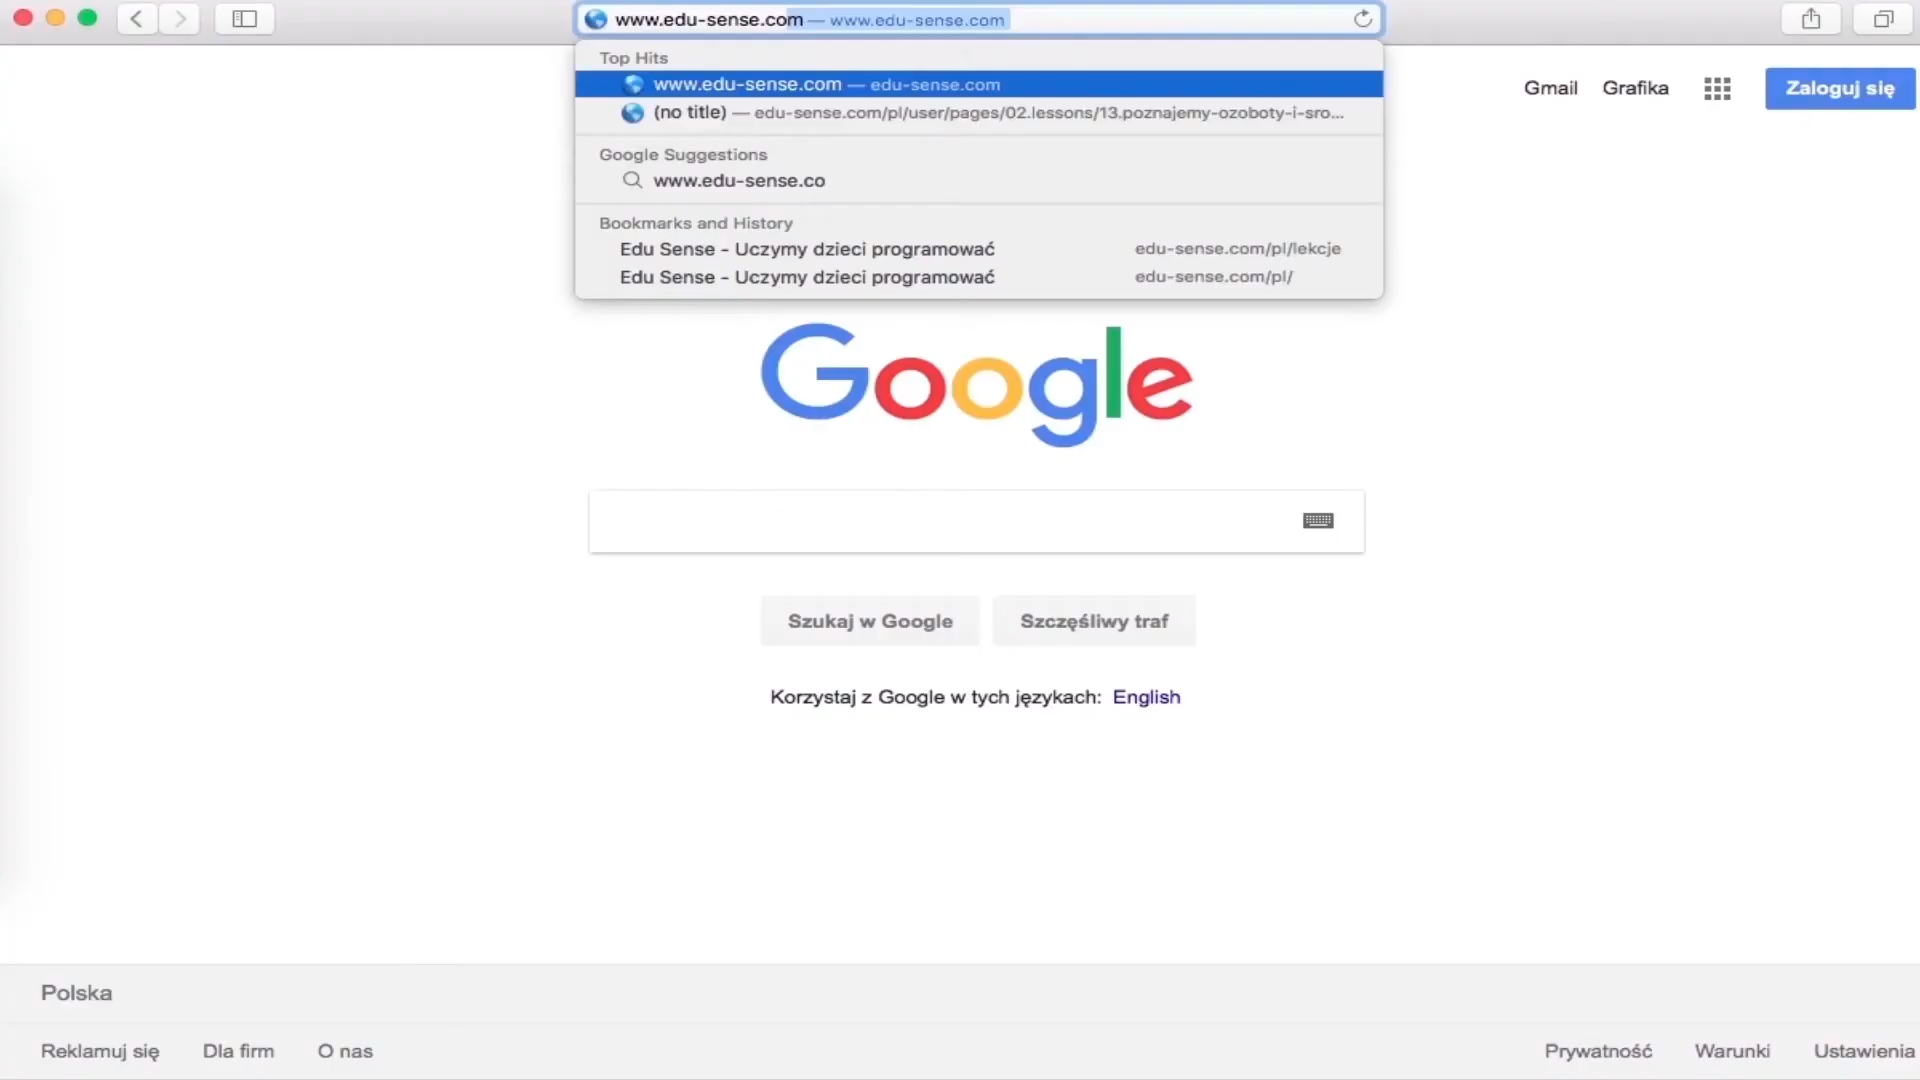 www.edu-sense.com — www.edu-sense.com
Top Hits
www.edu-sense.com — edu-sense.com
(no title) — edu-sense.com/pl/user/pages/02.lessons/13.poznajemy-ozoboty-i-sro...
Gmail Grafika Zaloguj się
Google Suggestions
www.edu-sense.co
Bookmarks and History
Edu Sense - Uczymy dzieci programować edu-sense.com/pl/lekcje
Edu Sense - Uczymy dzieci programować edu-sense.com/pl/
Google
Szukaj w Google Szczęśliwy traf
Korzystaj z Google w tych językach: English
Polska
Reklamuj się Dla firm O nas Prywatność Warunki Ustawienia